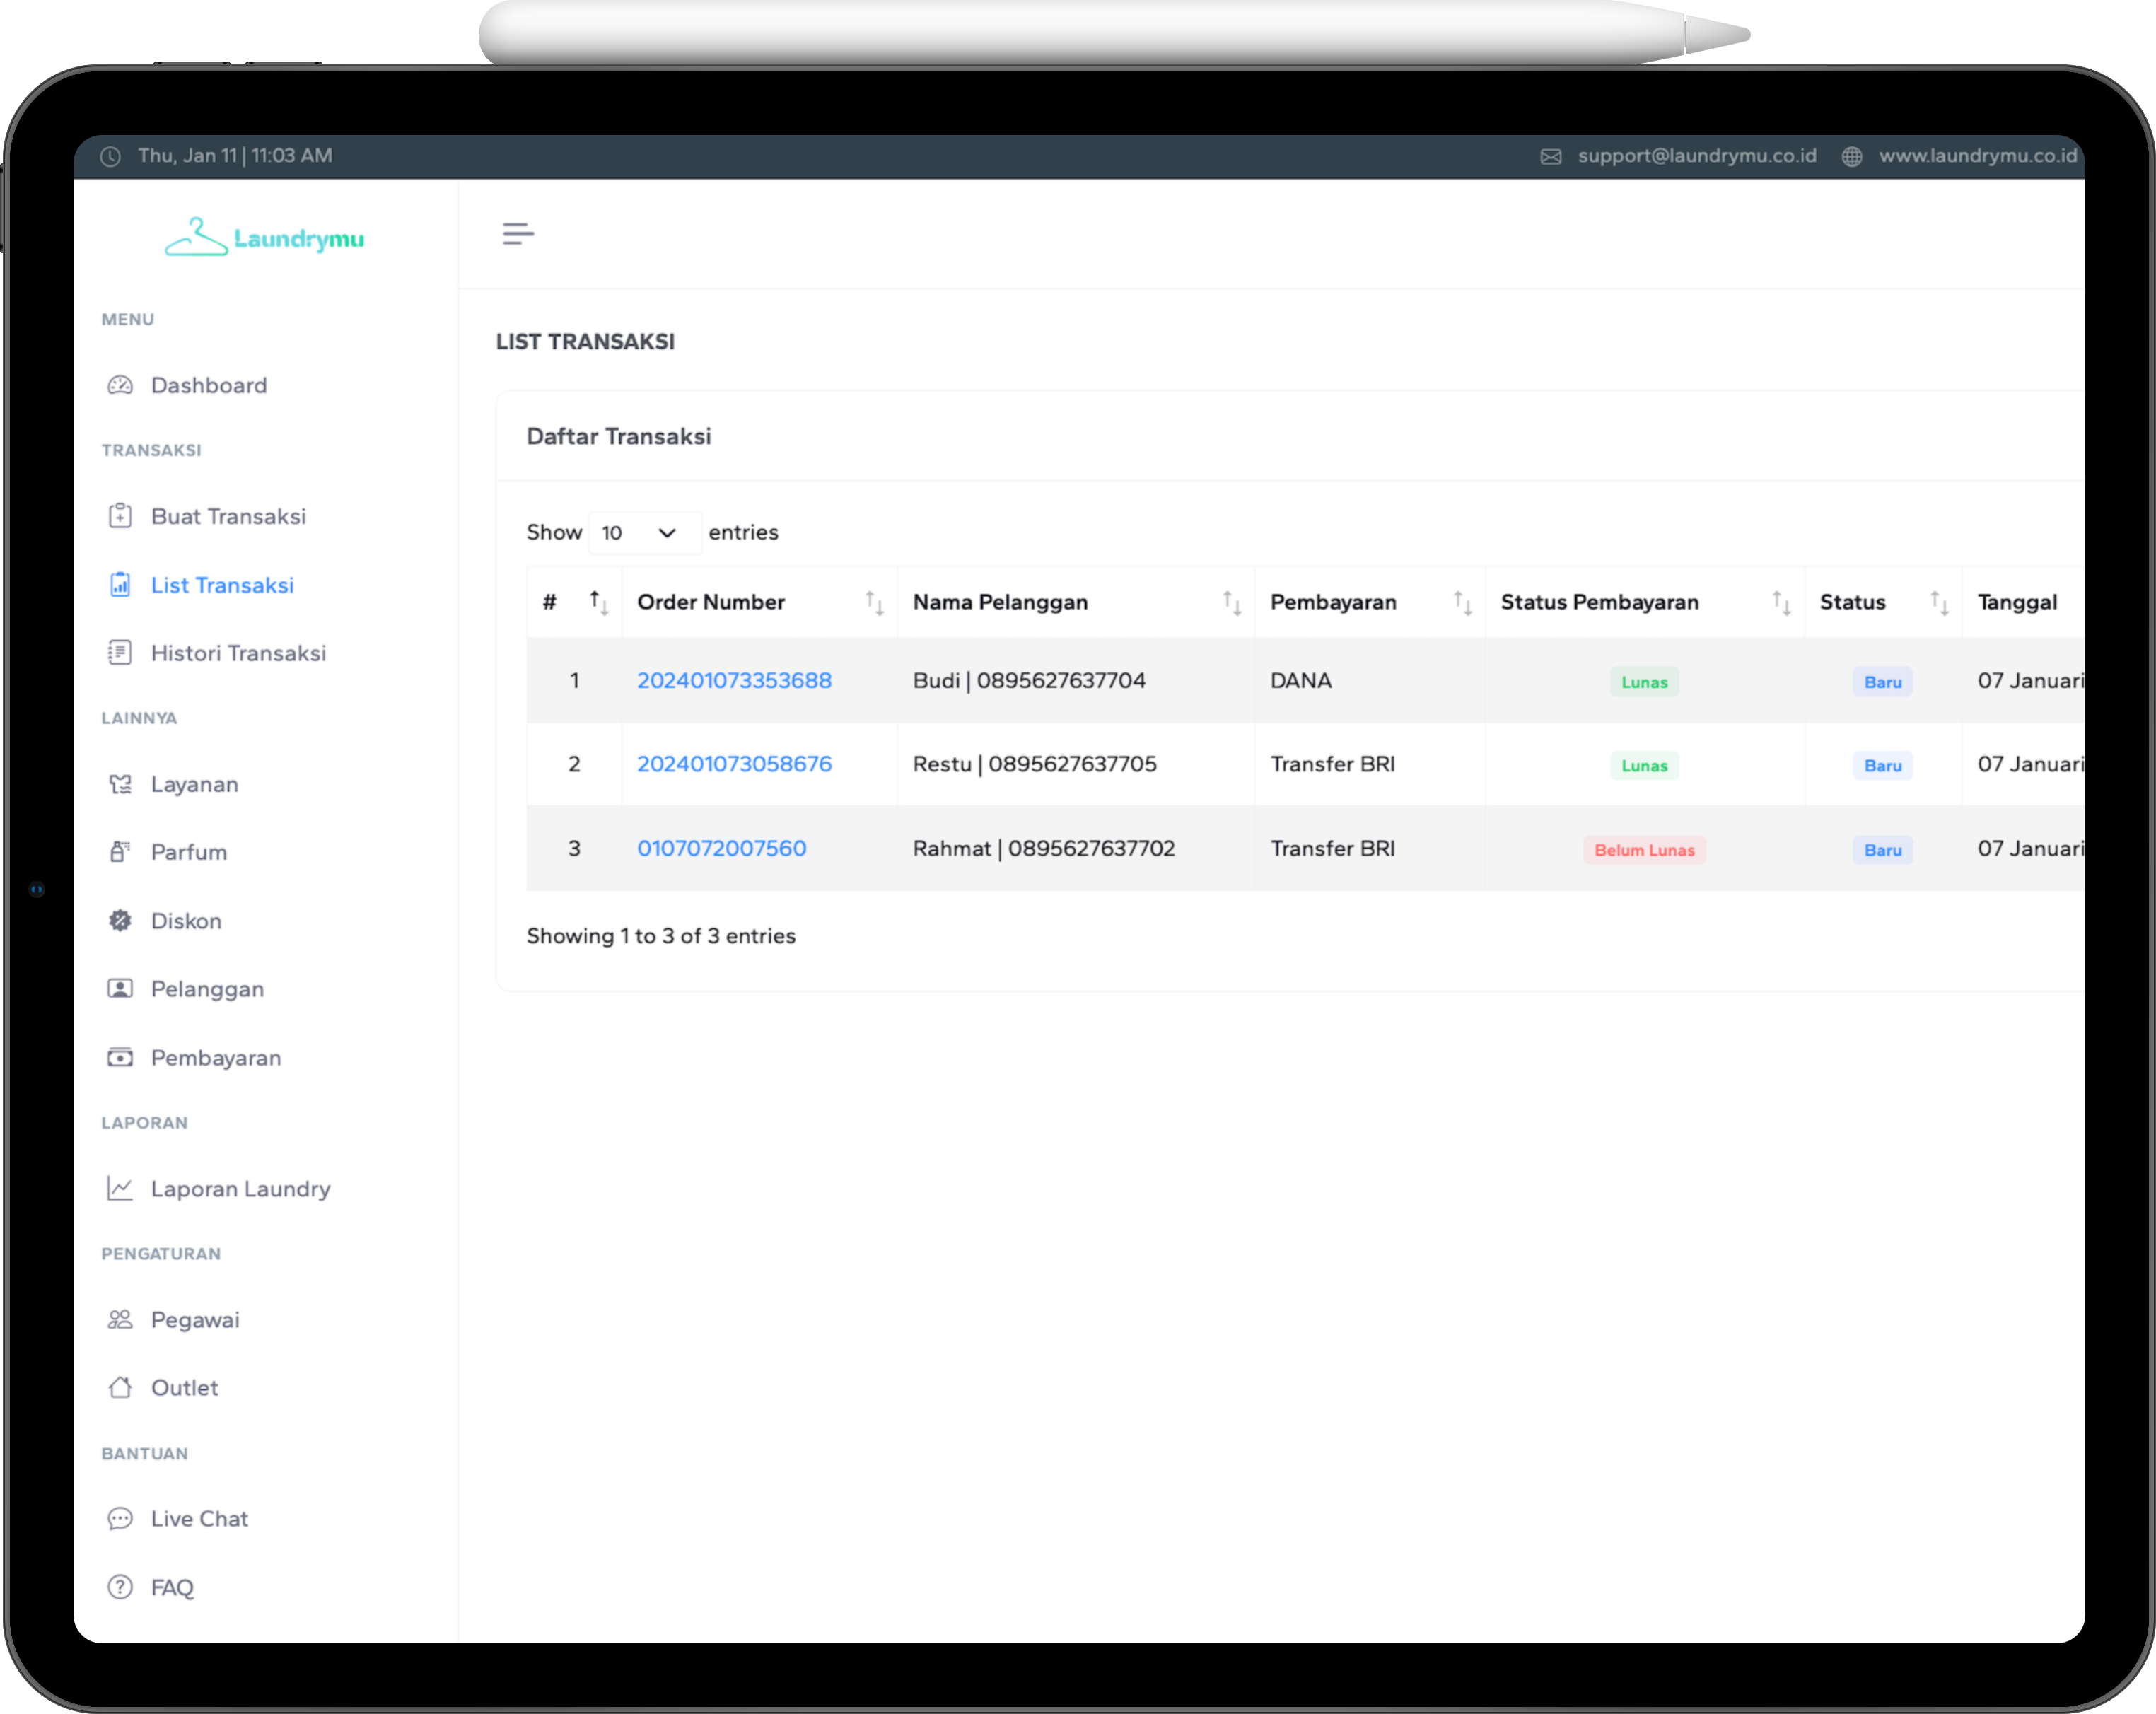 Thu, Jan 11 | 11:03 AM
support@laundrymu.co.id
www.laundrymu.co.id
Laundrymu
MENU
Dashboard
TRANSAKSI
Buat Transaksi
List Transaksi
Histori Transaksi
LAINNYA
Layanan
Parfum
Diskon
Pelanggan
Pembayaran
LAPORAN
Laporan Laundry
PENGATURAN
Pegawai
Outlet
BANTUAN
Live Chat
FAQ
LIST TRANSAKSI
Daftar Transaksi
Show 10 entries
# Order Number Nama Pelanggan Pembayaran Status Pembayaran Status Tanggal
1 202401073353688 Budi | 0895627637704 DANA Lunas Baru 07 Januari
2 202401073058676 Restu | 0895627637705 Transfer BRI Lunas Baru 07 Januari
3 0107072007560 Rahmat | 0895627637702 Transfer BRI Belum Lunas Baru 07 Januari
Showing 1 to 3 of 3 entries